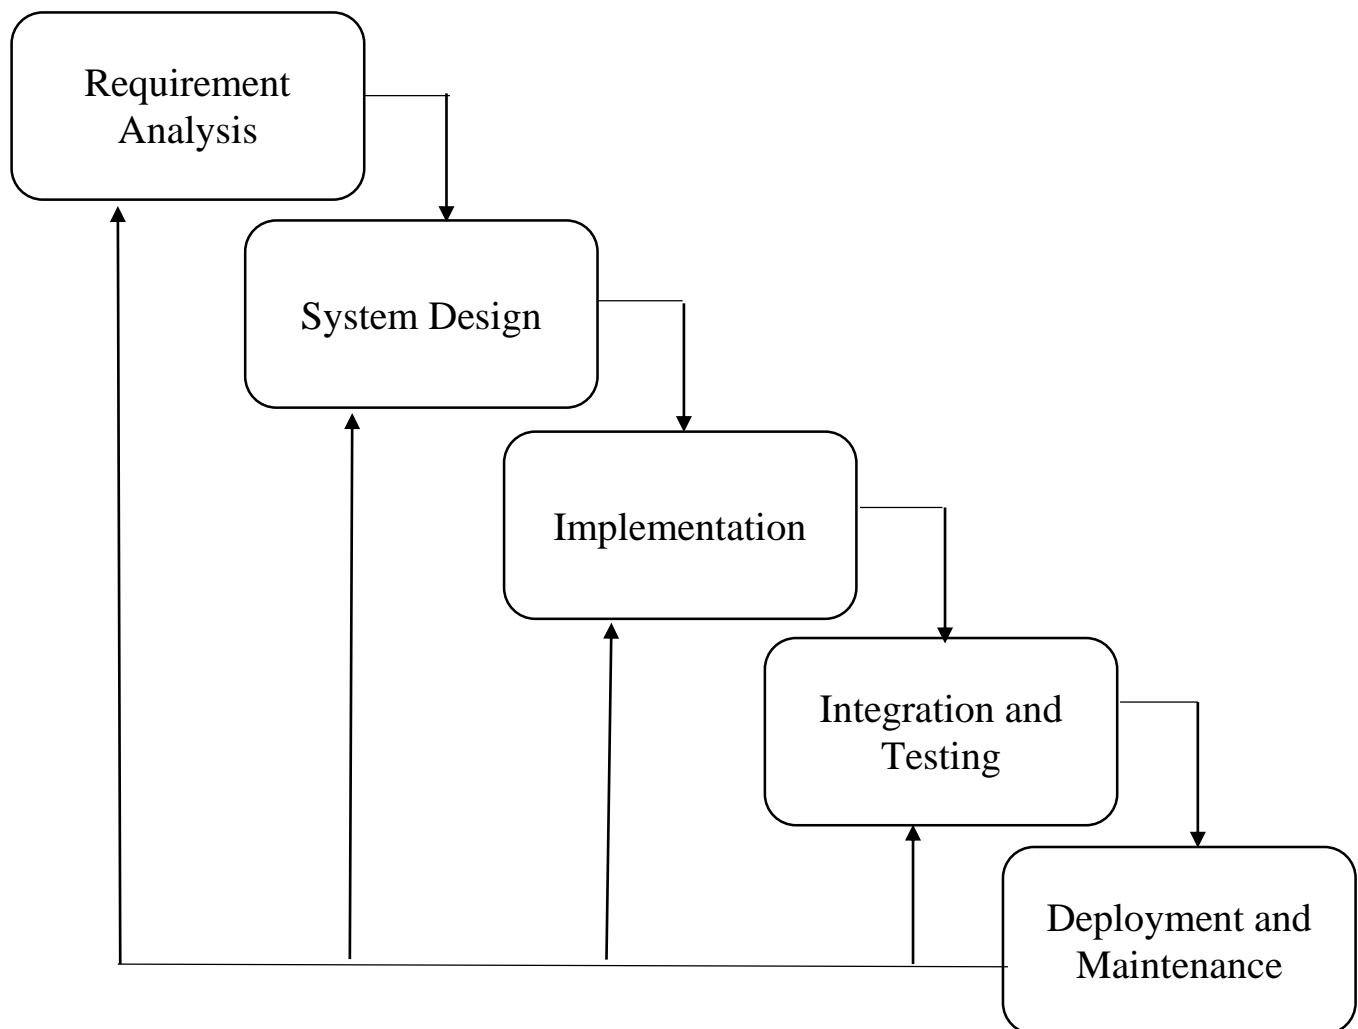 Requirement
Analysis
System Design
Implementation
Integration and
Testing
Deployment and
Maintenance